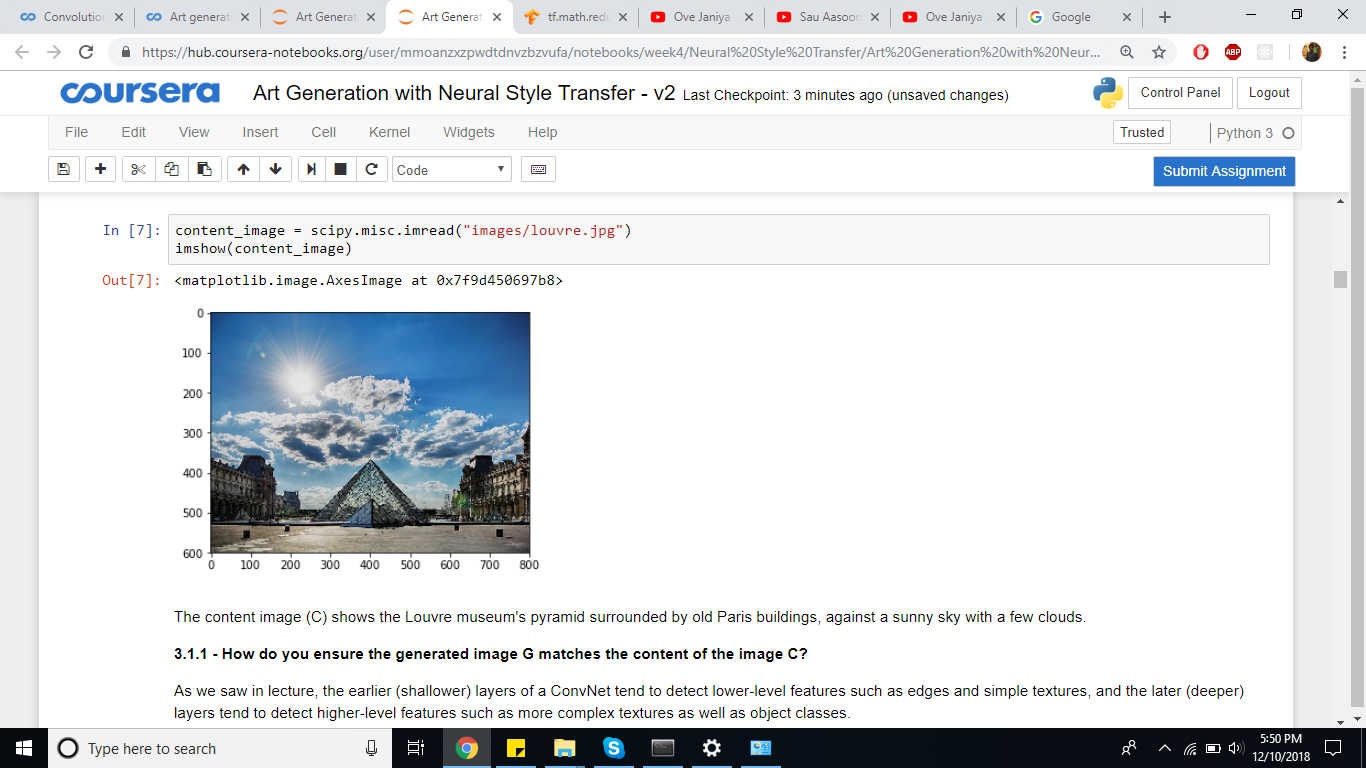 Convolution
Art generat
Art Generat
Art Generat
tf.math.redu
Ove Janiya
Sau Aasoon
Ove Janiya
Google
https://hub.coursera-notebooks.org/user/mmoanzxzpwdtdnvzbzvufa/notebooks/week4/Neural%20Style%20Transfer/Art%20Generation%20with%20Neur...
ABP
coursera
Art Generation with Neural Style Transfer - v2 Last Checkpoint: 3 minutes ago (unsaved changes)
Control Panel
Logout
File Edit View Insert Cell Kernel Widgets Help
Trusted
Python 3
Code
Submit Assignment
In [7]: content_image = scipy.misc.imread("images/louvre.jpg")
imshow(content_image)
Out[7]: <matplotlib.image.AxesImage at 0x7f9d450697b8>
0
100
200
300
400
500
600
0 100 200 300 400 500 600 700 800
The content image (C) shows the Louvre museum's pyramid surrounded by old Paris buildings, against a sunny sky with a few clouds.
3.1.1 - How do you ensure the generated image G matches the content of the image C?
As we saw in lecture, the earlier (shallower) layers of a ConvNet tend to detect lower-level features such as edges and simple textures, and the later (deeper)
layers tend to detect higher-level features such as more complex textures as well as object classes.
Type here to search
5:50 PM
12/10/2018